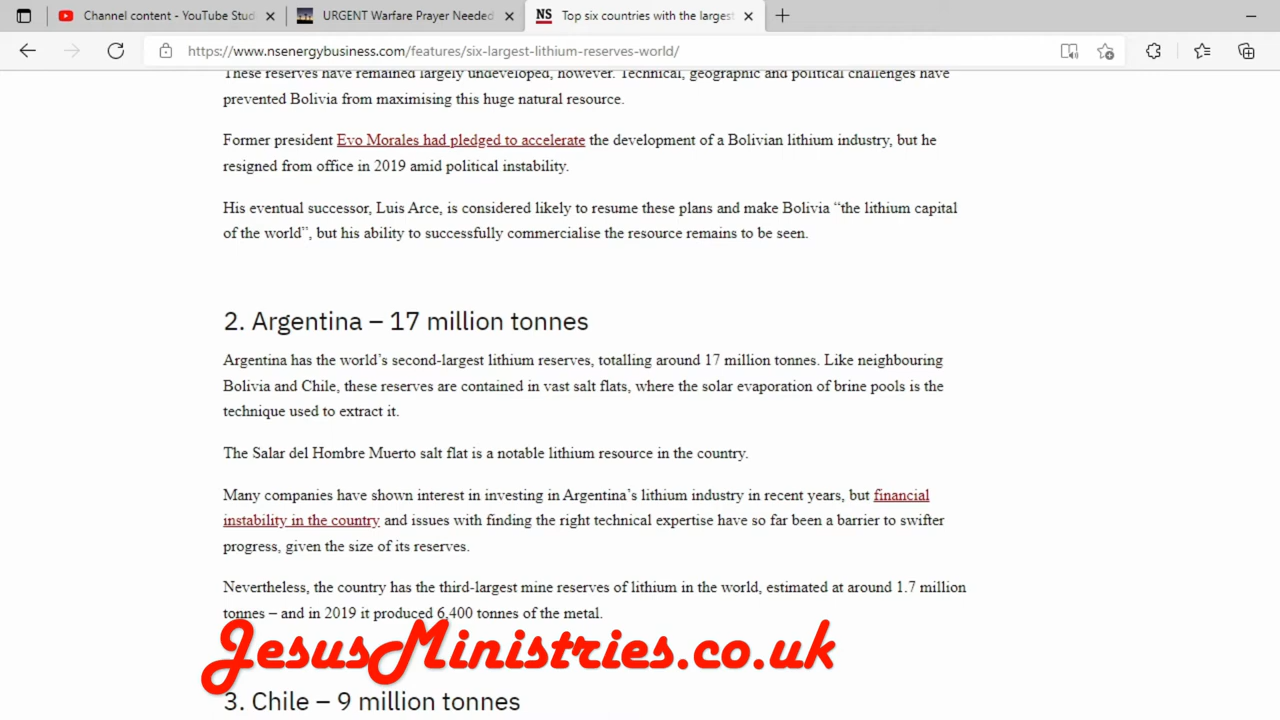 Channel content - YouTube Stud
URGENT Warfare Prayer Needed
NS
Top six countries with the largest
https://www.nsenergybusiness.com/features/six-largest-lithium-reserves-world/
These reserves have remained largely undeveloped, however. Technical, geographic and political challenges have
prevented Bolivia from maximising this huge natural resource.
Former president Evo Morales had pledged to accelerate the development of a Bolivian lithium industry, but he
resigned from office in 2019 amid political instability.
His eventual successor, Luis Arce, is considered likely to resume these plans and make Bolivia “the lithium capital
of the world”, but his ability to successfully commercialise the resource remains to be seen.
2. Argentina – 17 million tonnes
Argentina has the world’s second-largest lithium reserves, totalling around 17 million tonnes. Like neighbouring
Bolivia and Chile, these reserves are contained in vast salt flats, where the solar evaporation of brine pools is the
technique used to extract it.
The Salar del Hombre Muerto salt flat is a notable lithium resource in the country.
Many companies have shown interest in investing in Argentina’s lithium industry in recent years, but financial
instability in the country and issues with finding the right technical expertise have so far been a barrier to swifter
progress, given the size of its reserves.
Nevertheless, the country has the third-largest mine reserves of lithium in the world, estimated at around 1.7 million
tonnes – and in 2019 it produced 6,400 tonnes of the metal.
JesusMinistries.co.uk
3. Chile – 9 million tonnes